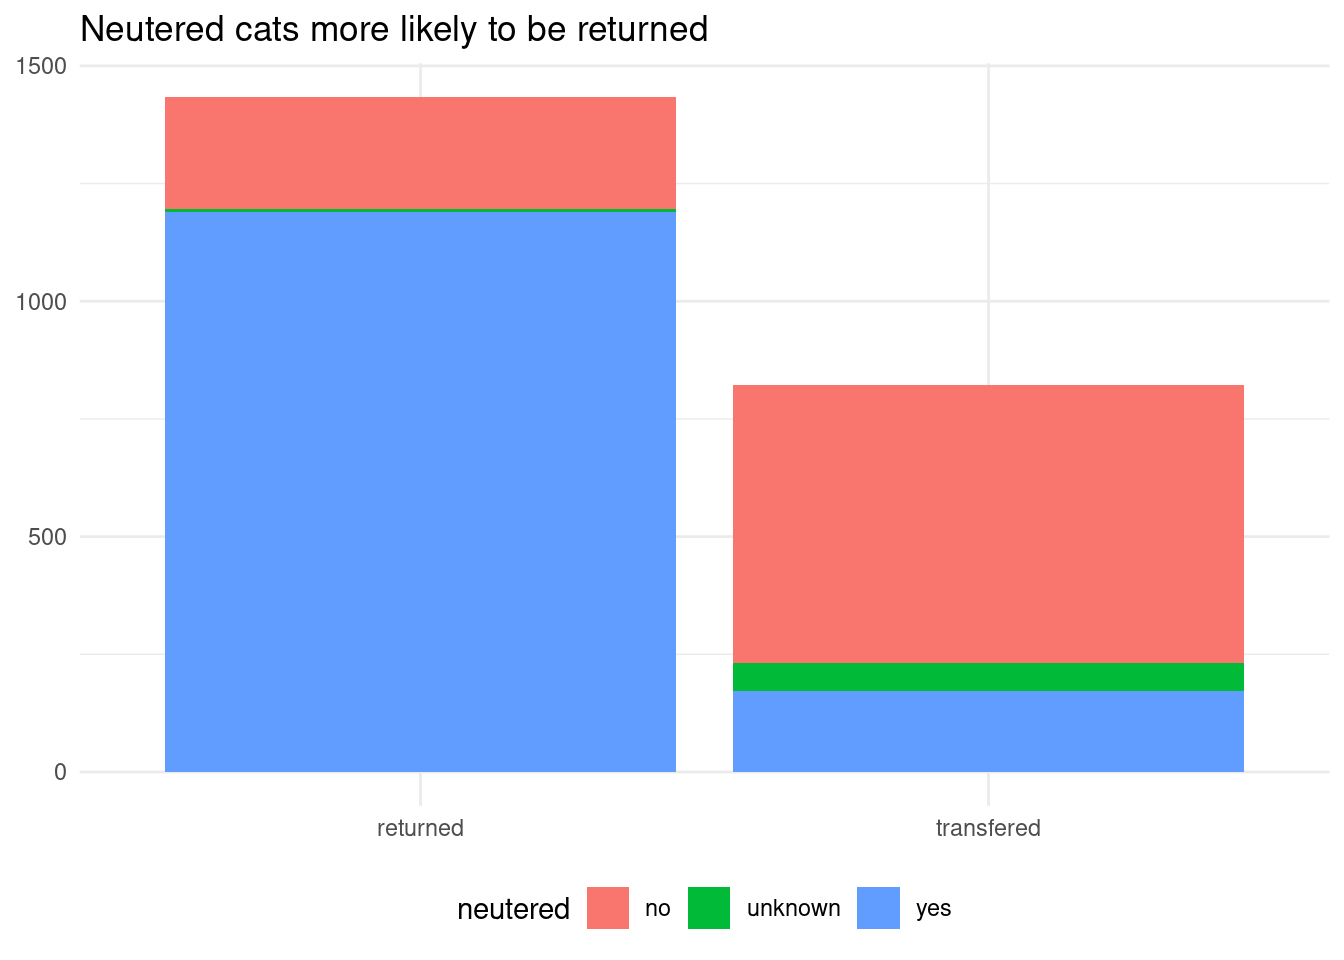 Neutered cats more likely to be returned
1500
1000
500
0
returned transfered
neutered no unknown yes